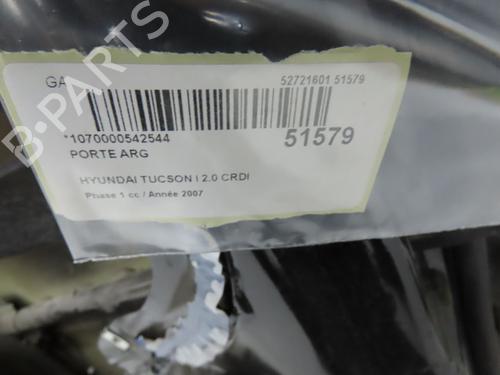 GA
52721601 51579
*1070000542544
51579
PORTE ARG
HYUNDAI TUCSON I 2.0 CRDI
Phase 1 cc / Année 2007
B-Parts